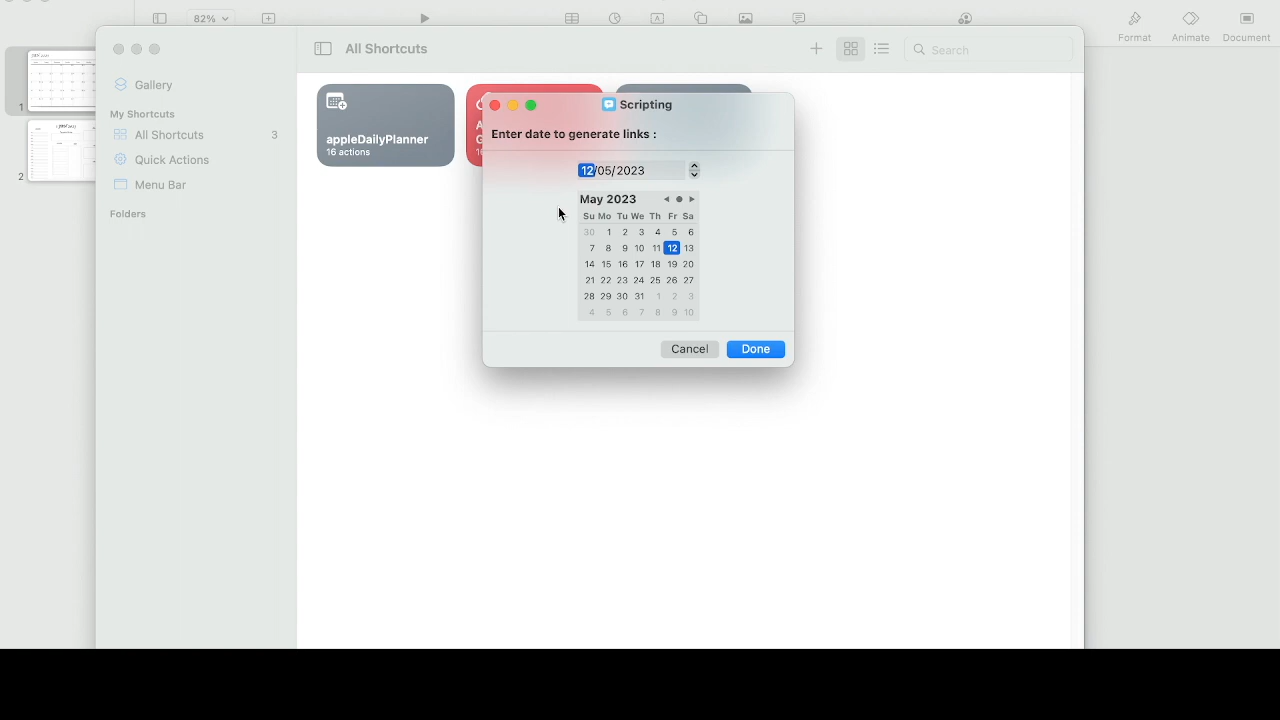 82%
Format
Animate
Document
All Shortcuts
Search
Gallery
My Shortcuts
All Shortcuts 3
Quick Actions
Menu Bar
Folders
appleDailyPlanner
16 actions
Scripting
Enter date to generate links :
12/05/2023
May 2023
Su Mo Tu We Th Fr Sa
30 1 2 3 4 5 6
7 8 9 10 11 12 13
14 15 16 17 18 19 20
21 22 23 24 25 26 27
28 29 30 31 1 2 3
4 5 6 7 8 9 10
Cancel
Done
1
2